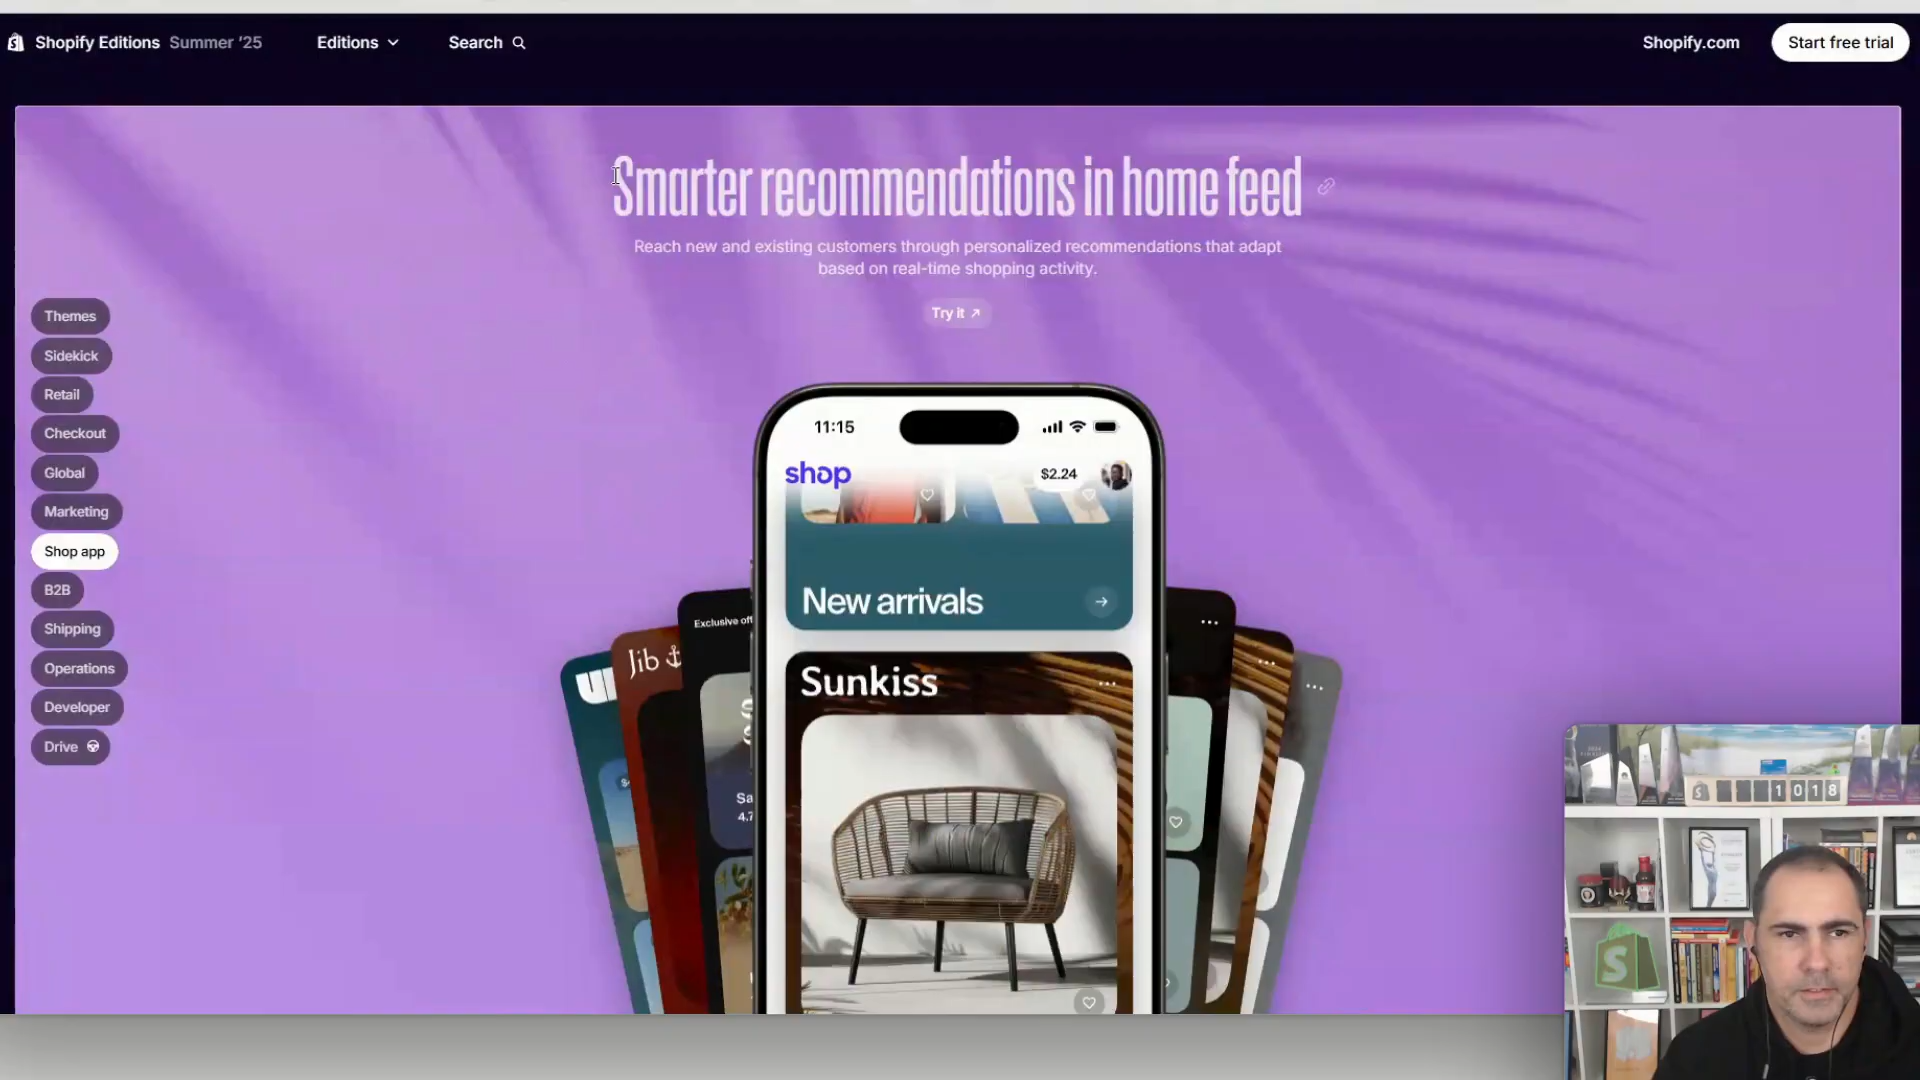 Shopify Editions Summer '25
Editions
Search
Shopify.com
Start free trial
Smarter recommendations in home feed
Reach new and existing customers through personalized recommendations that adapt
based on real-time shopping activity.
Try it
Themes
Sidekick
Retail
Checkout
Global
Marketing
Shop app
B2B
Shipping
Operations
Developer
Drive
11:15
shop
$2.24
New arrivals
Exclusive off
Jib
Sunkiss
Sa
4.7
1018